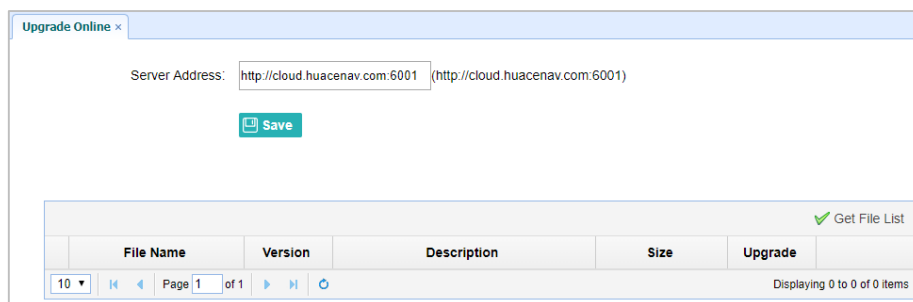 Upgrade Online ×
Server Address: http://cloud.huacenav.com:6001 (http://cloud.huacenav.com:6001)
Save
Get File List
File Name Version Description Size Upgrade
10 Page 1 of 1 Displaying 0 to 0 of 0 items